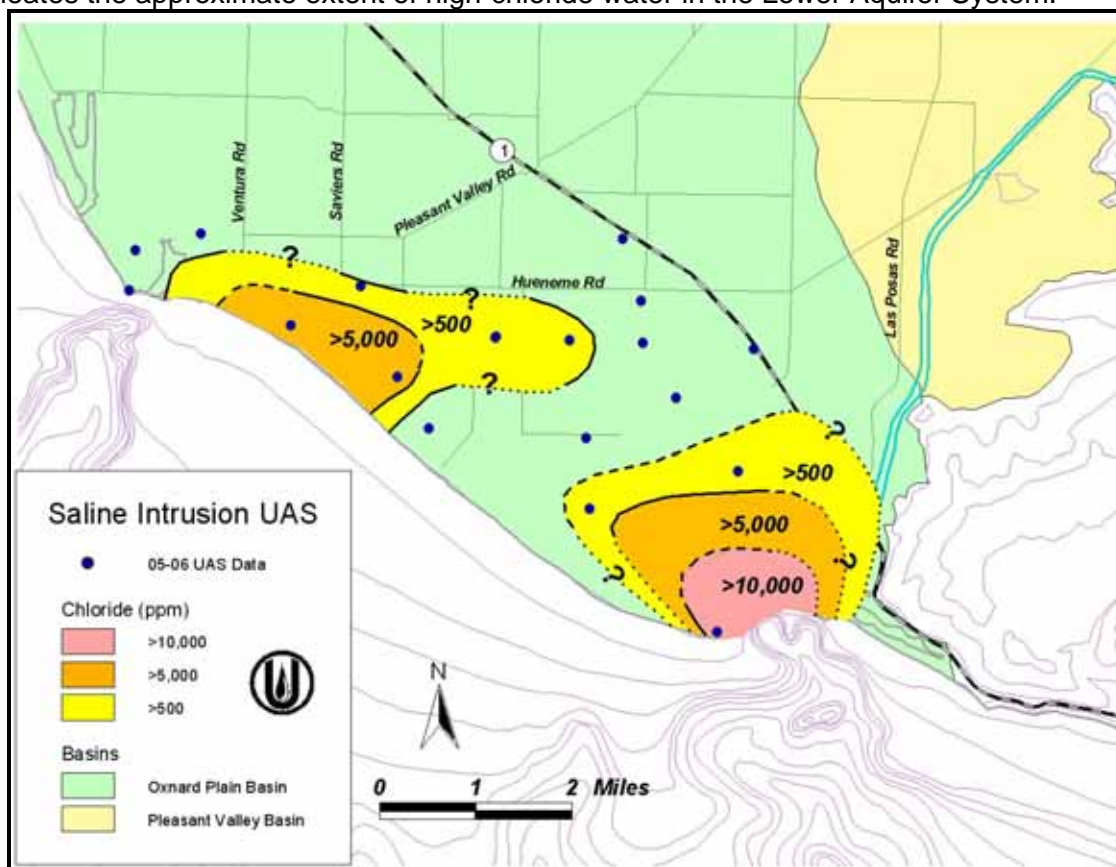 icates the approximate extent of high-chloride water in the Lower Aquifer System.
1
Ventura Rd
Saviers Rd
Pleasant Valley Rd
Hueneme Rd
Las Posas Rd
?
?
?
>500
>5,000
?
>500
>5,000
?
?
>10,000
Saline Intrusion UAS
05-06 UAS Data
Chloride (ppm)
>10,000
>5,000
>500
U
Basins
Oxnard Plain Basin
Pleasant Valley Basin
N
0 1 2 Miles